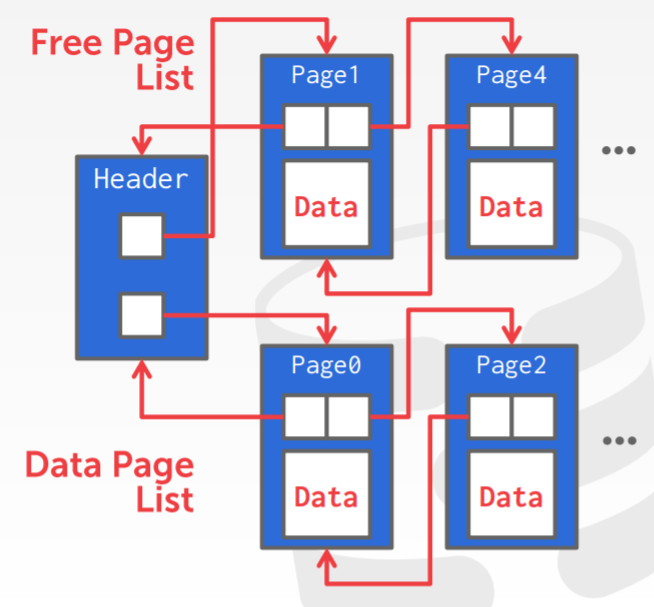 Free Page
List
Page1
Page4
Data
Data
...
Header
Page0
Page2
Data
Data
...
Data Page
List